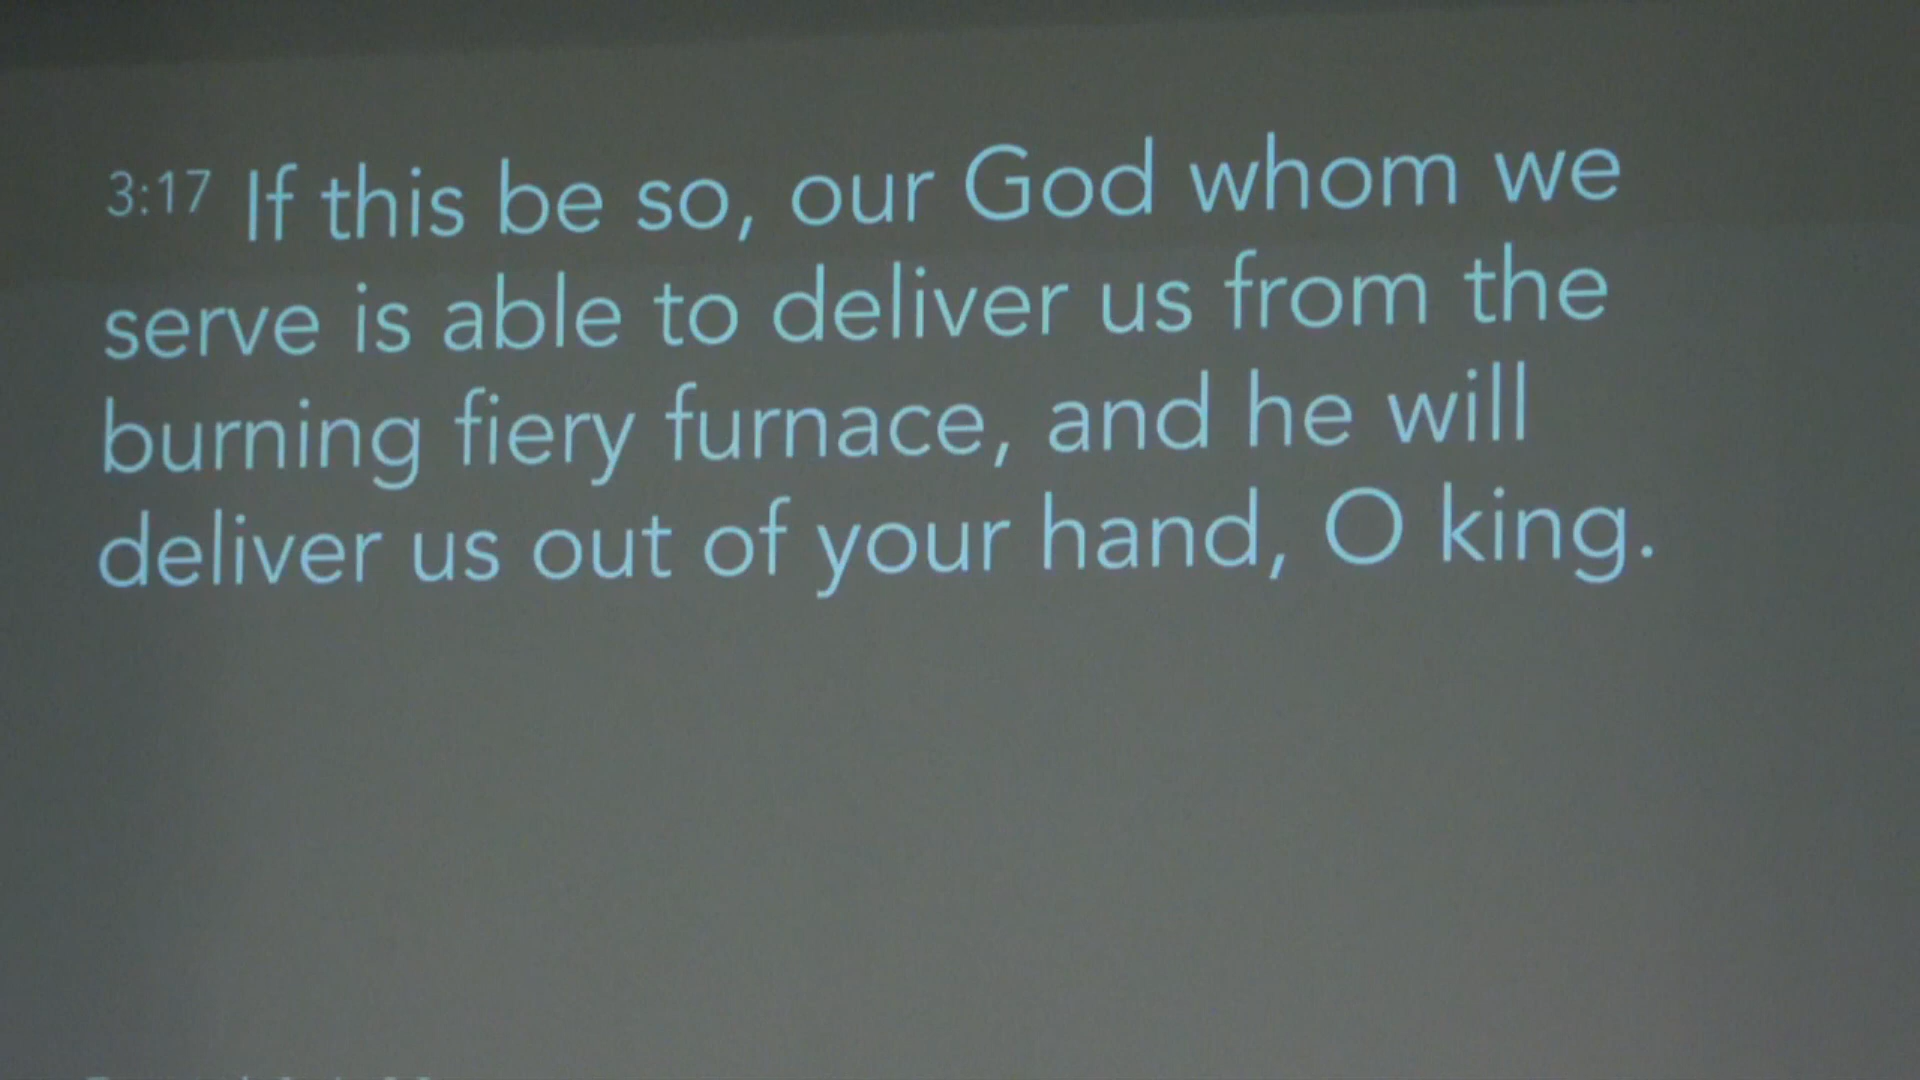 3:17 If this be so, our God whom we
serve is able to deliver us from the
burning fiery furnace, and he will
deliver us out of your hand, O king.